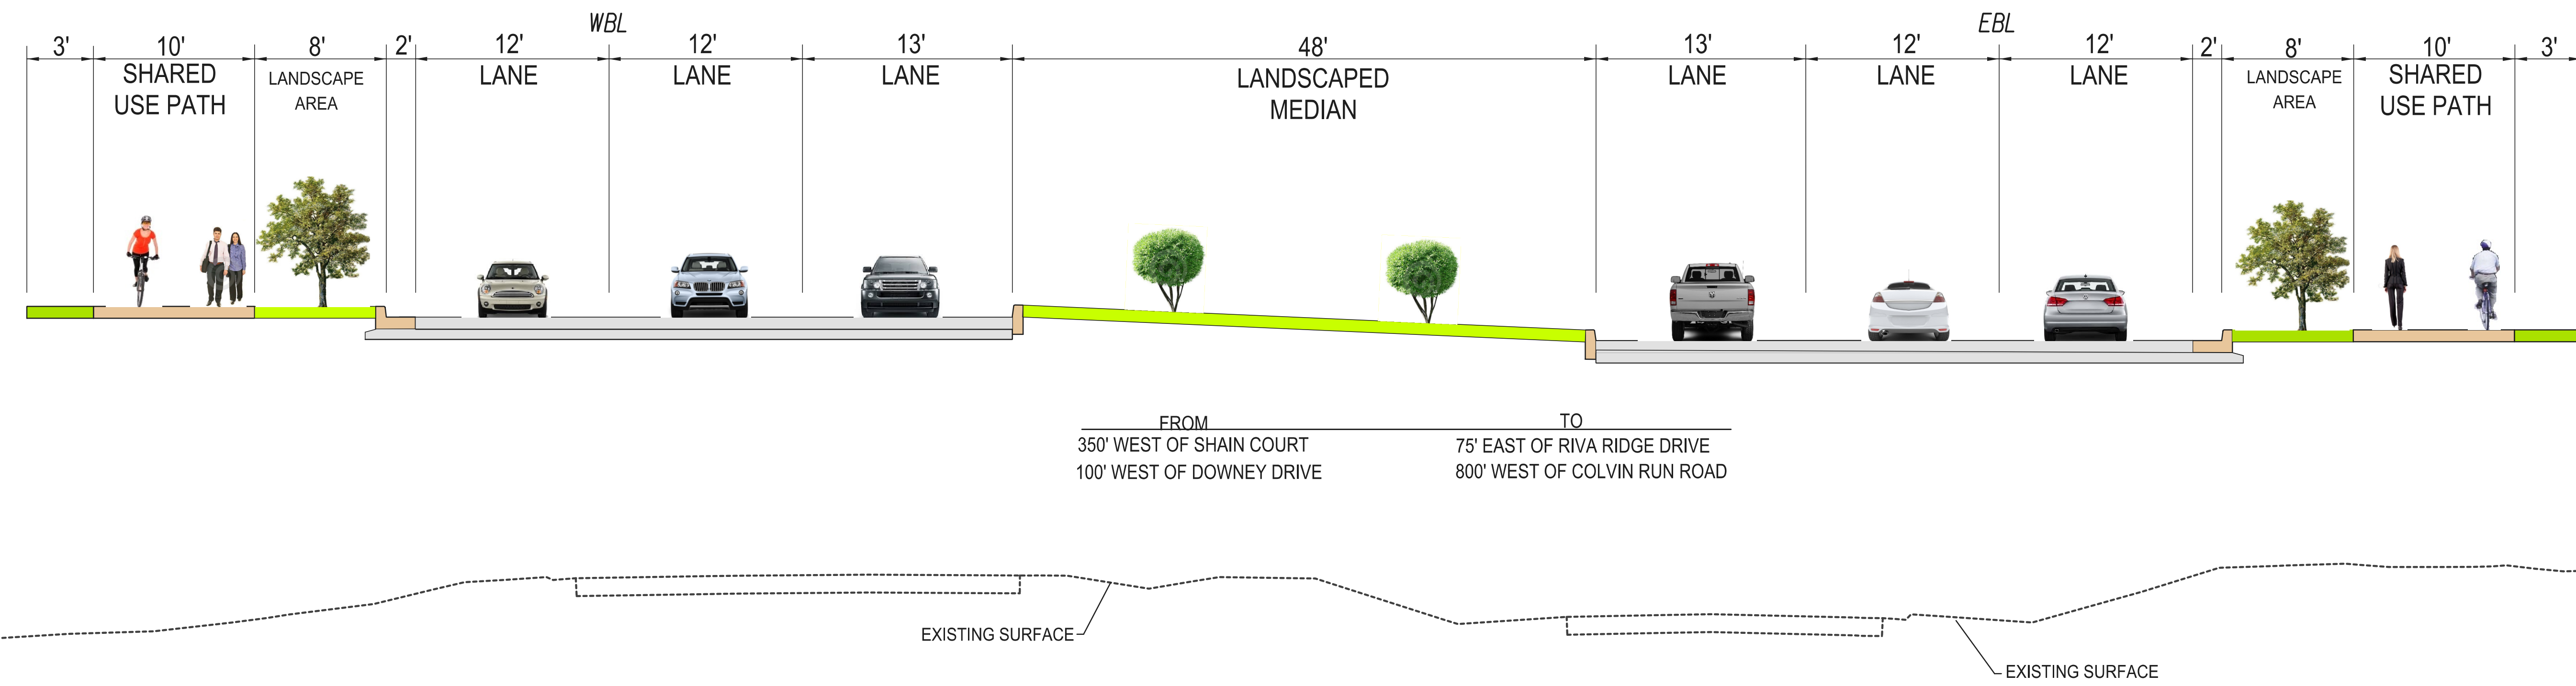 WBL
EBL
3' 10' 8' 2' 12' 12' 13' 48' 13' 12' 12' 2' 8' 10' 3'
SHARED
USE PATH
LANDSCAPE
AREA
LANE
LANE
LANE
LANDSCAPED
MEDIAN
LANE
LANE
LANE
LANDSCAPE
AREA
SHARED
USE PATH
FROM TO
350' WEST OF SHAIN COURT 75' EAST OF RIVA RIDGE DRIVE
100' WEST OF DOWNEY DRIVE 800' WEST OF COLVIN RUN ROAD
EXISTING SURFACE
EXISTING SURFACE